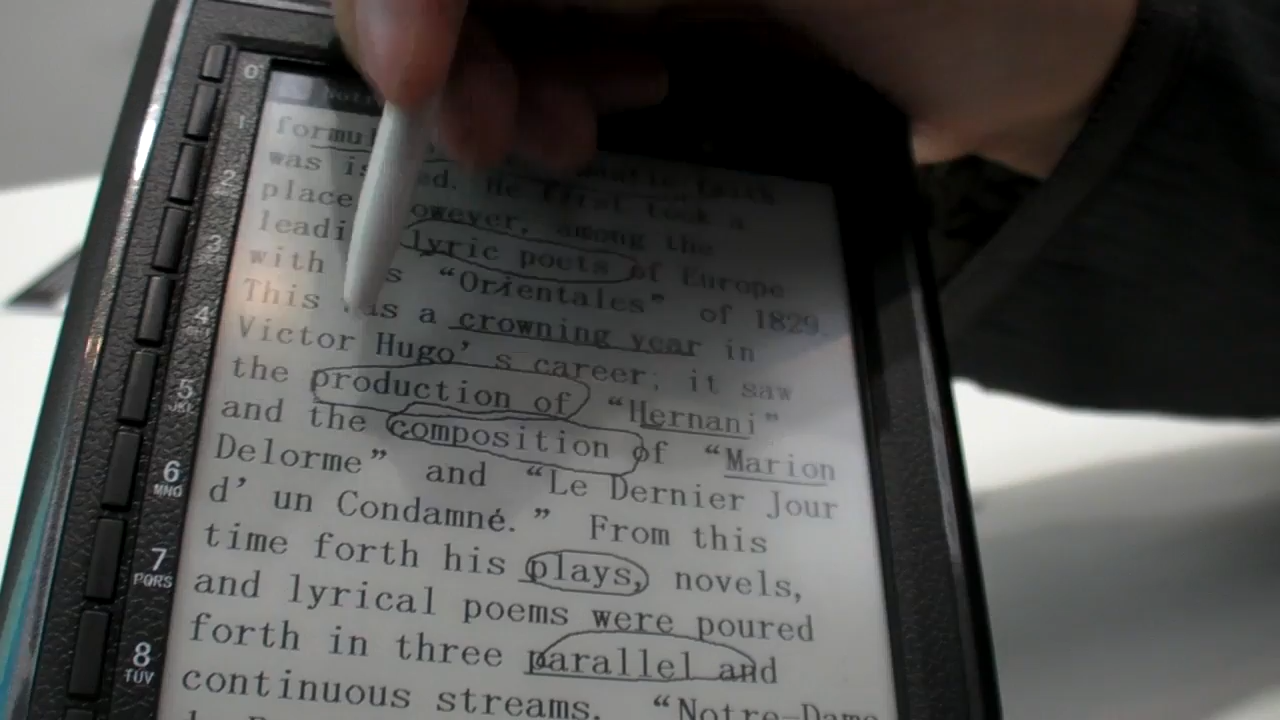 0
1
2
3
4
5
6
MNO
7
PQRS
8
TUV
formu
was is ed. He first took a
place owever, among the
leadi lyric poets of Europe
with s “Orientales” of 1829.
This as a crowning year in
Victor Hugo’s career; it saw
the production of “Hernani”
and the composition of “Marion
Delorme” and “Le Dernier Jour
d’un Condamné.” From this
time forth his plays, novels,
and lyrical poems were poured
forth in three parallel and
continuous streams. “Notre-Dame